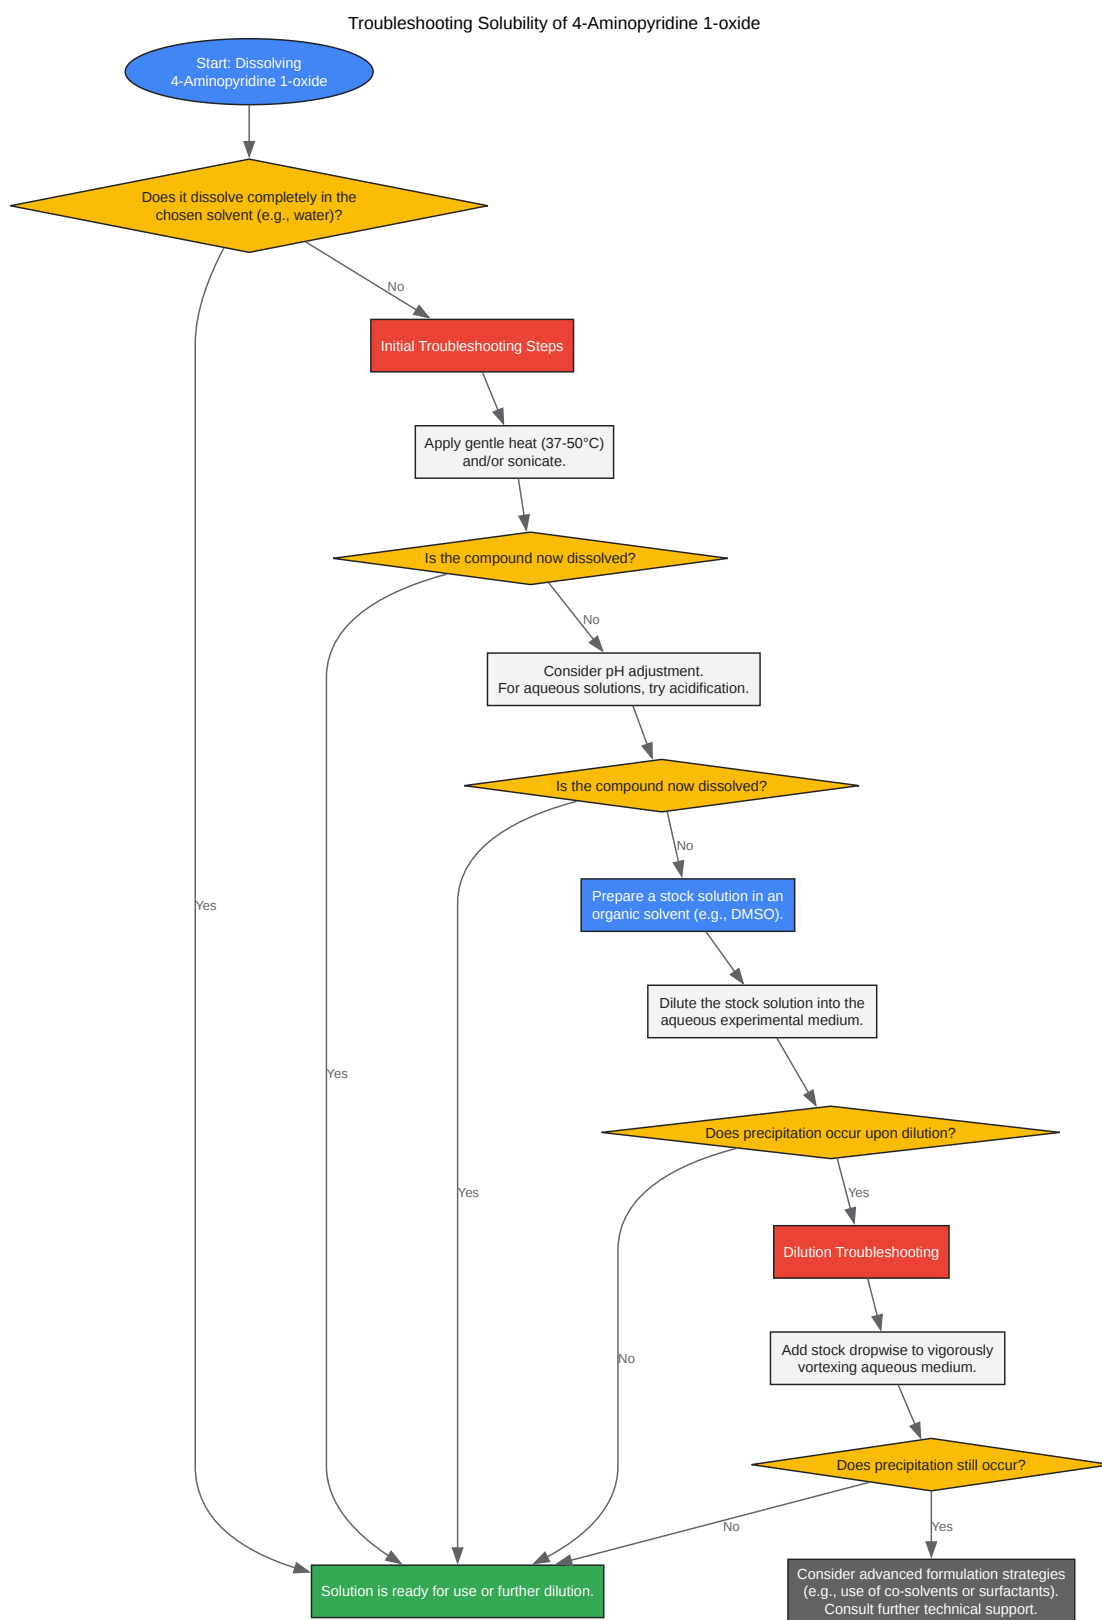 Troubleshooting Solubility of 4-Aminopyridine 1-oxide
Start: Dissolving
4-Aminopyridine 1-oxide
Does it dissolve completely in the
chosen solvent (e.g., water)?
No
Initial Troubleshooting Steps
Apply gentle heat (37-50°C)
and/or sonicate.
Is the compound now dissolved?
No
Consider pH adjustment.
For aqueous solutions, try acidification.
Is the compound now dissolved?
No
Prepare a stock solution in an
organic solvent (e.g., DMSO).
Yes
Dilute the stock solution into the
aqueous experimental medium.
Yes
Does precipitation occur upon dilution?
Yes
Yes
Dilution Troubleshooting
Add stock dropwise to vigorously
vortexing aqueous medium.
No
Does precipitation still occur?
No
Yes
Solution is ready for use or further dilution.
Consider advanced formulation strategies
(e.g., use of co-solvents or surfactants).
Consult further technical support.